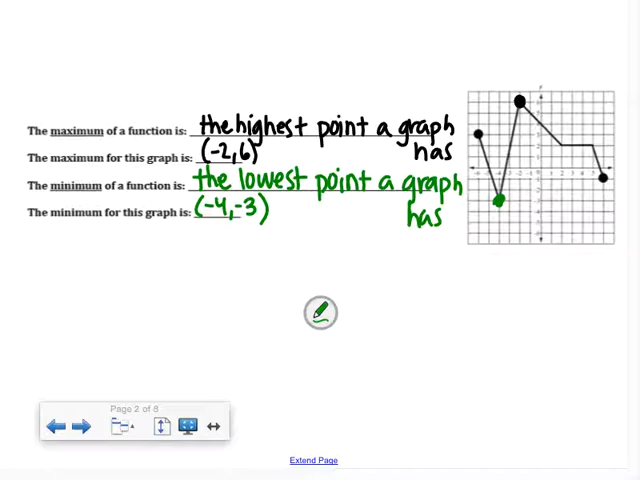 The maximum of a function is: the highest point a graph
has
The maximum for this graph is: (-2,6)
The minimum of a function is: the lowest point a graph
has
The minimum for this graph is: (-4,-3)
Page 2 of 8
Extend Page